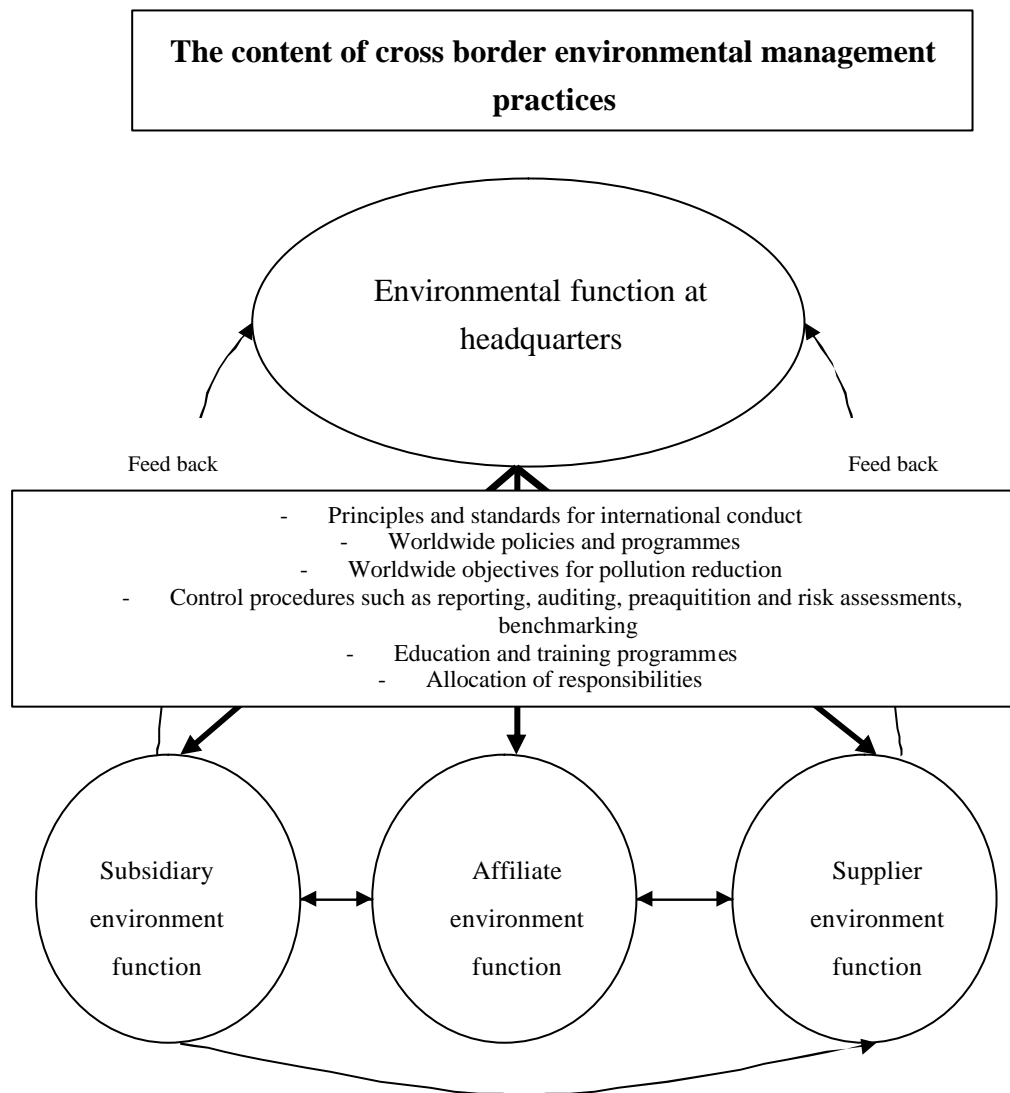 The content of cross border environmental management
practices
Environmental function at
headquarters
Feed back
Feed back
- Principles and standards for international conduct
- Worldwide policies and programmes
- Worldwide objectives for pollution reduction
- Control procedures such as reporting, auditing, preaquitition and risk assessments,
benchmarking
- Education and training programmes
- Allocation of responsibilities
Subsidiary
environment
function
Affiliate
environment
function
Supplier
environment
function